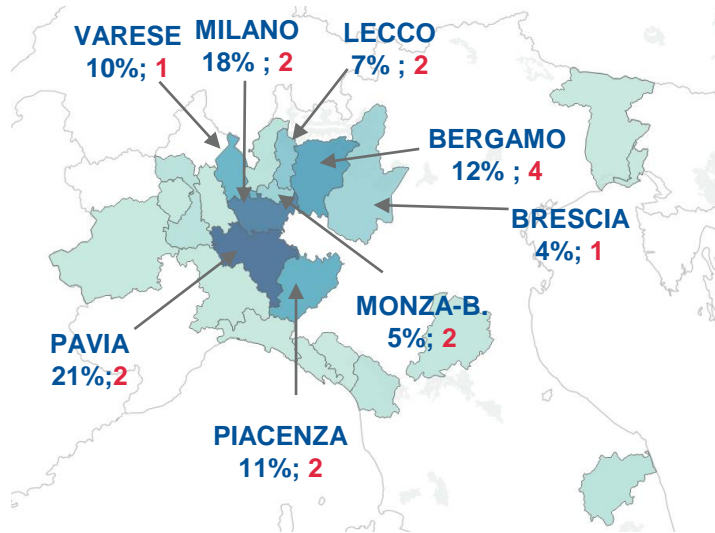 VARESE
10%; 1
MILANO
18% ; 2
LECCO
7% ; 2
BERGAMO
12% ; 4
BRESCIA
4%; 1
MONZA-B.
5%; 2
PAVIA
21%;2
PIACENZA
11%; 2